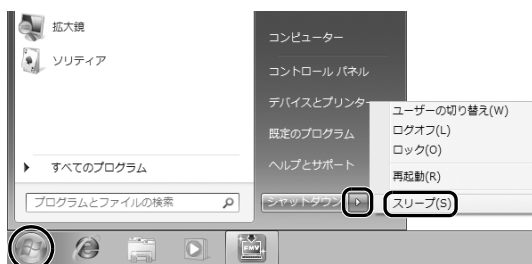 拡大鏡
ソリティア
すべてのプログラム
プログラムとファイルの検索
コンピューター
コントロール パネル
デバイスとプリンター
既定のプログラム
ヘルプとサポート
シャットダウン
ユーザーの切り替え(W)
ログオフ(L)
ロック(O)
再起動(R)
スリープ(S)
EMV